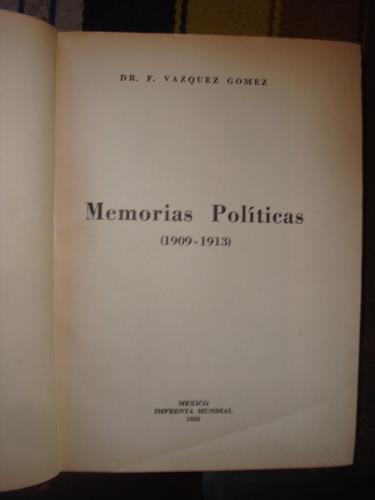 DR. F. VAZQUEZ GOMEZ
Memorias Políticas
(1909-1913)
MEXICO
IMPRENTA MUNDIAL